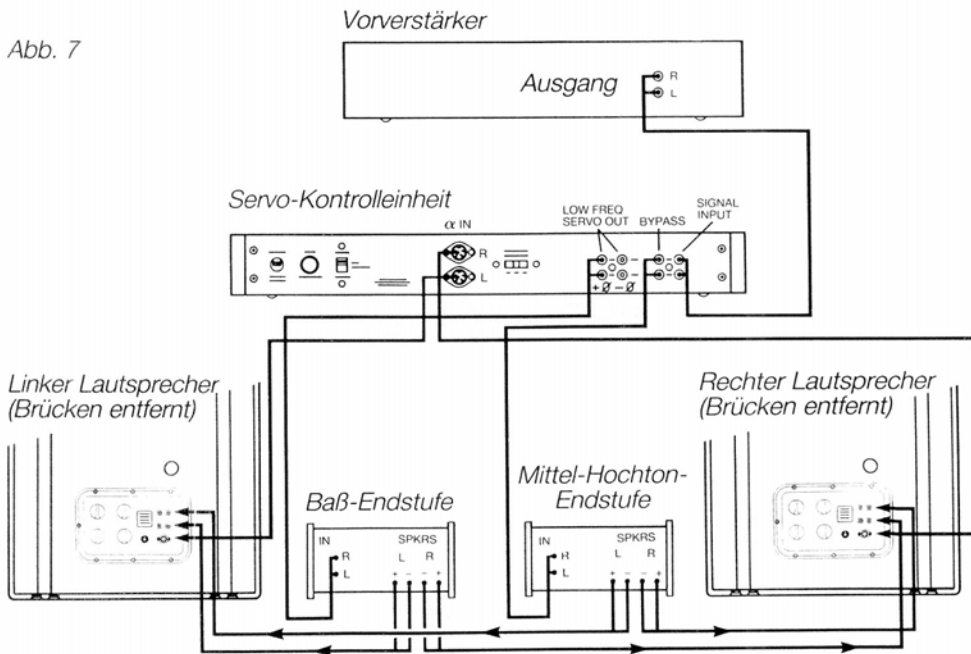 Abb. 7
Vorverstärker
Ausgang
R
L
Servo-Kontrolleinheit
α IN
R
L
LOW FREQ
SERVO OUT
BYPASS
SIGNAL
INPUT
+ Ø – Ø
Linker Lautsprecher
(Brücken entfernt)
Rechter Lautsprecher
(Brücken entfernt)
Baß-Endstufe
IN
R
L
SPKRS
L R
+ – – +
Mittel-Hochton-
Endstufe
IN
R
L
SPKRS
L R
+ – – +